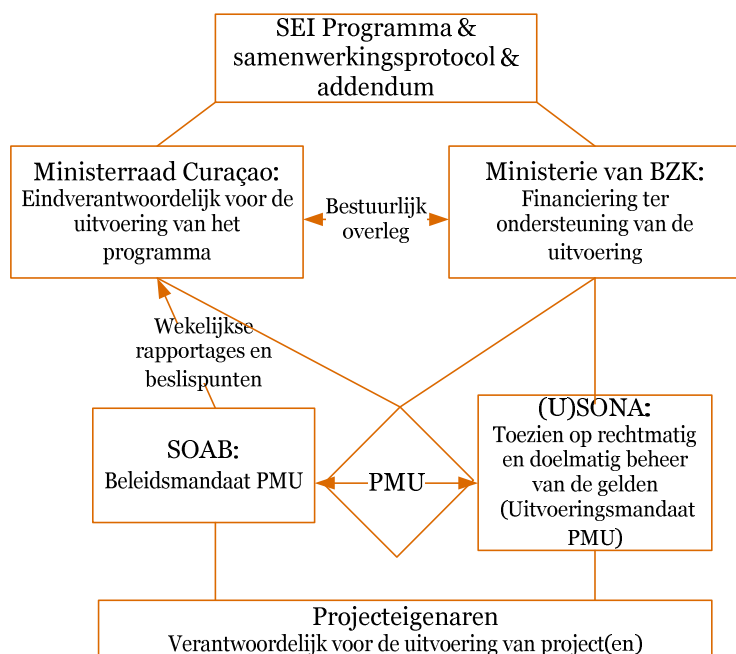 SEI Programma &
samenwerkingsprotocol &
addendum
Ministerraad Curaçao:
Eindverantwoordelijk voor de
uitvoering van het
programma
Bestuurlijk
overleg
Ministerie van BZK:
Financiering ter
ondersteuning van de
uitvoering
Wekelijkse
rapportages en
beslispunten
SOAB:
Beleidsmandaat PMU
PMU
(U)SONA:
Toezien op rechtmatig
en doelmatig beheer
van de gelden
(Uitvoeringsmandaat
PMU)
Projecteigenaren
Verantwoordelijk voor de uitvoering van project(en)